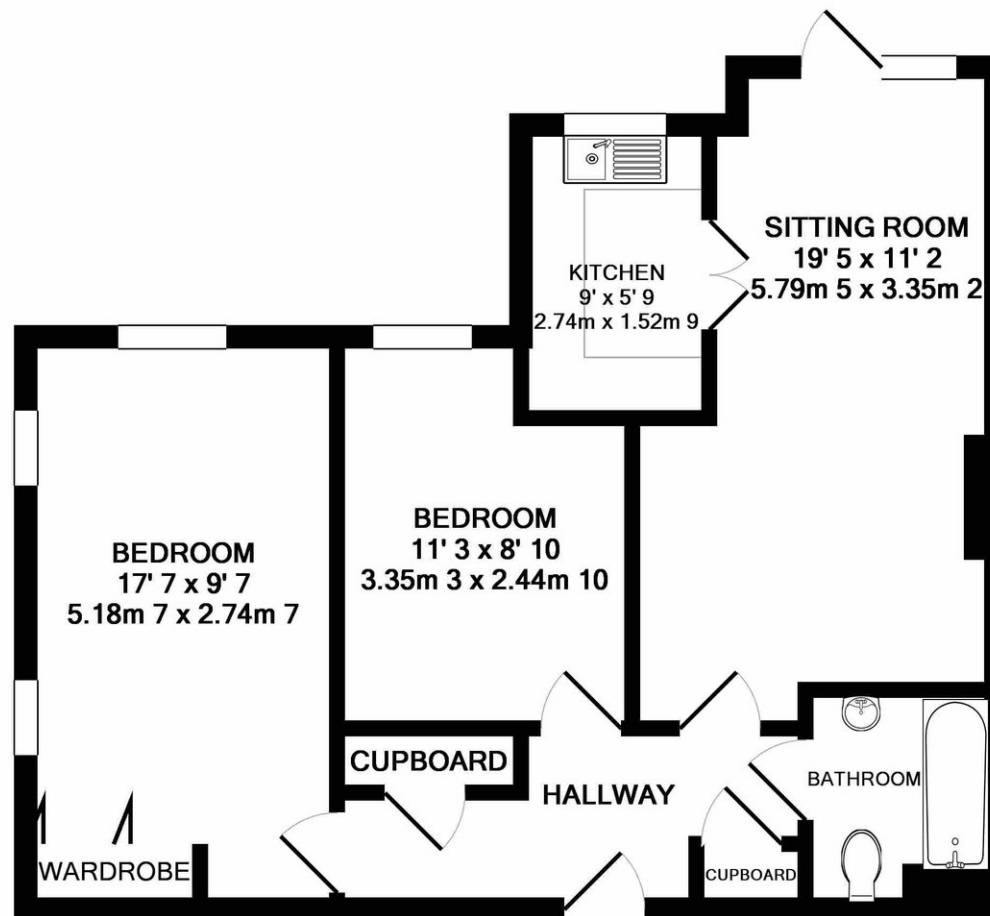 SITTING ROOM
19' 5 x 11' 2
5.79m 5 x 3.35m 2
KITCHEN
9' x 5' 9
2.74m x 1.52m 9
BEDROOM
11' 3 x 8' 10
3.35m 3 x 2.44m 10
BEDROOM
17' 7 x 9' 7
5.18m 7 x 2.74m 7
CUPBOARD
HALLWAY
BATHROOM
WARDROBE
CUPBOARD